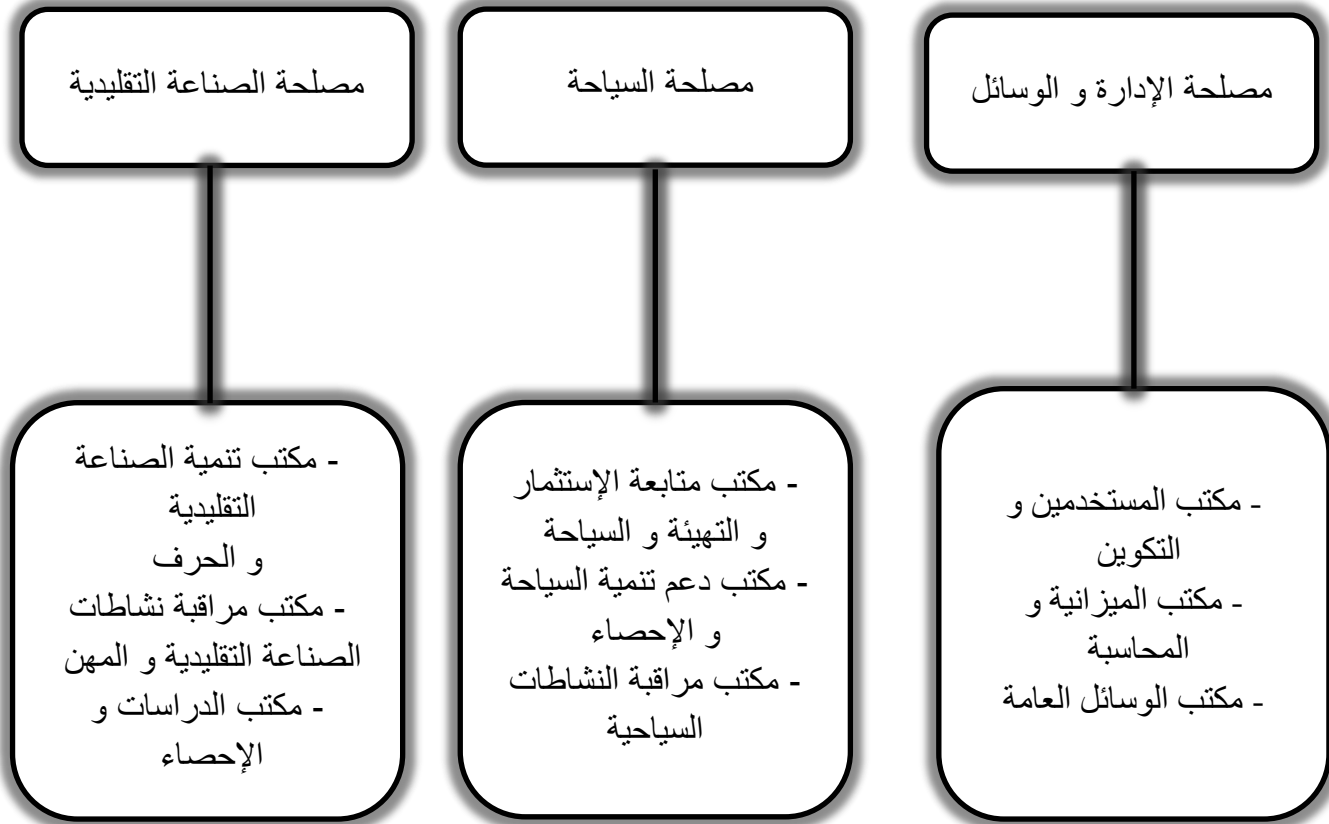 مصلحة الإدارة و الوسائل
مصلحة السياحة
مصلحة الصناعة التقليدية
- مكتب المستخدمين و
التكوين
- مكتب الميزانية و
المحاسبة
- مكتب الوسائل العامة
- مكتب متابعة الإستثمار
و التهيئة و السياحة
- مكتب دعم تنمية السياحة
و الإحصاء
- مكتب مراقبة النشاطات
السياحية
- مكتب تنمية الصناعة
التقليدية
و الحرف
- مكتب مراقبة نشاطات
الصناعة التقليدية و المهن
- مكتب الدراسات و
الإحصاء